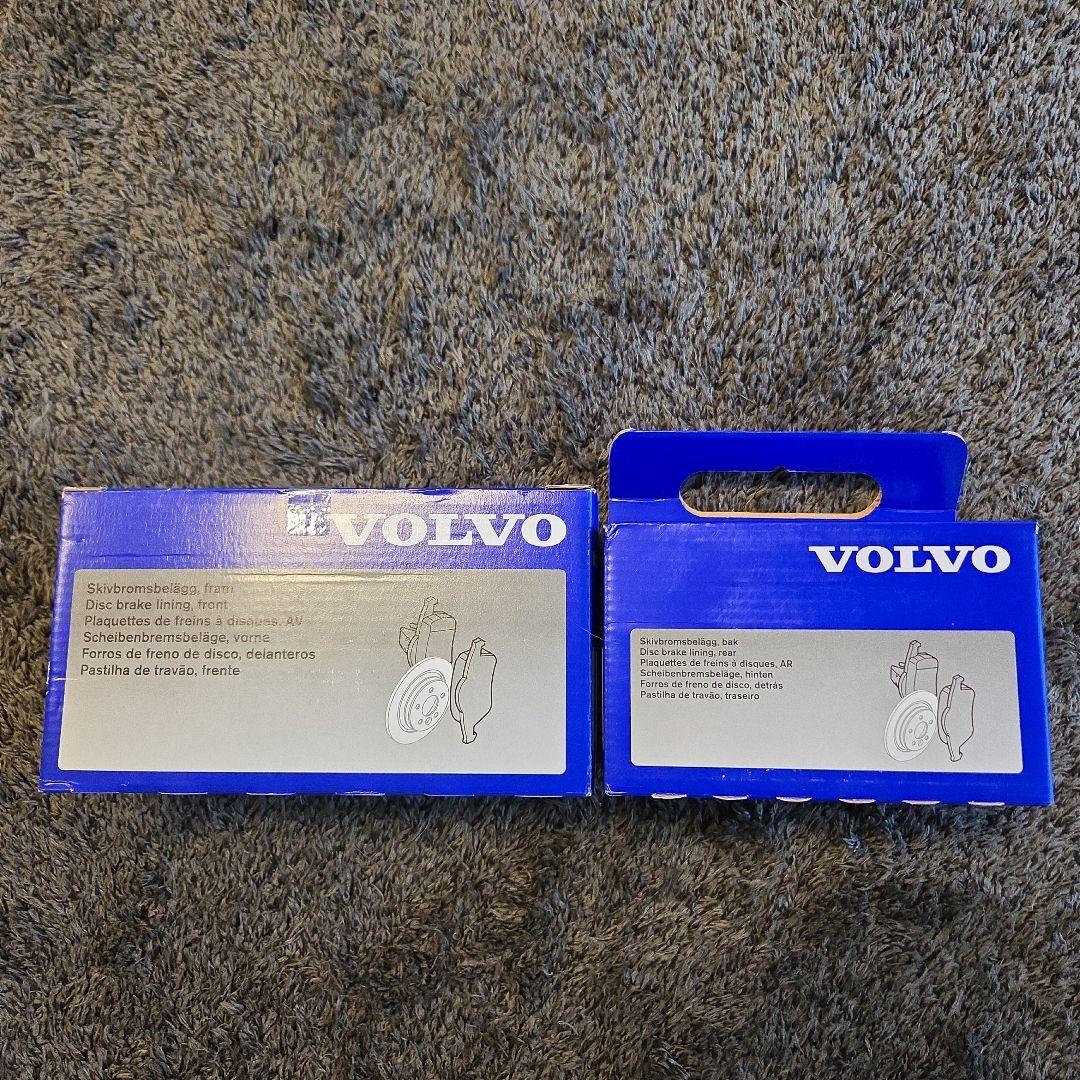 VOLVO
Skivbromsbelägg, fram
Disc brake lining, front
Plaquettes de freins à disques, AV
Scheibenbremsbeläge, vorne
Forros de freno de disco, delanteros
Pastilha de travão, frente
VOLVO
Skivbromsbelägg, bak
Disc brake lining, rear
Plaquettes de freins à disques, AR
Scheibenbremsbeläge, hinten
Forros de freno de disco, detrás
Pastilha de travão, traseiro